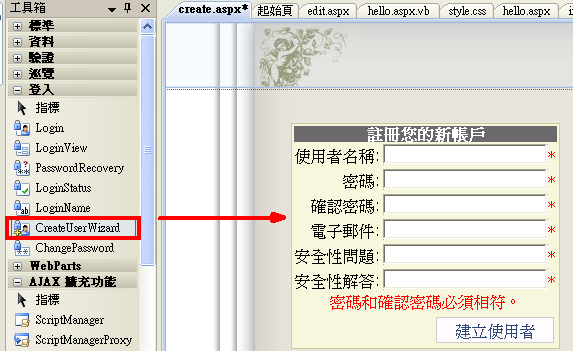 工具箱
標準
資料
驗證
巡覽
登入
指標
Login
LoginView
PasswordRecovery
LoginStatus
LoginName
CreateUserWizard
ChangePassword
WebParts
AJAX 擴充功能
指標
ScriptManager
ScriptManagerProxy
create.aspx* 起始頁 edit.aspx hello.aspx.vb style.css hello.aspx
註冊您的新帳戶
使用者名稱: *
密碼: *
確認密碼: *
電子郵件: *
安全性問題: *
安全性解答: *
密碼和確認密碼必須相符。
建立使用者